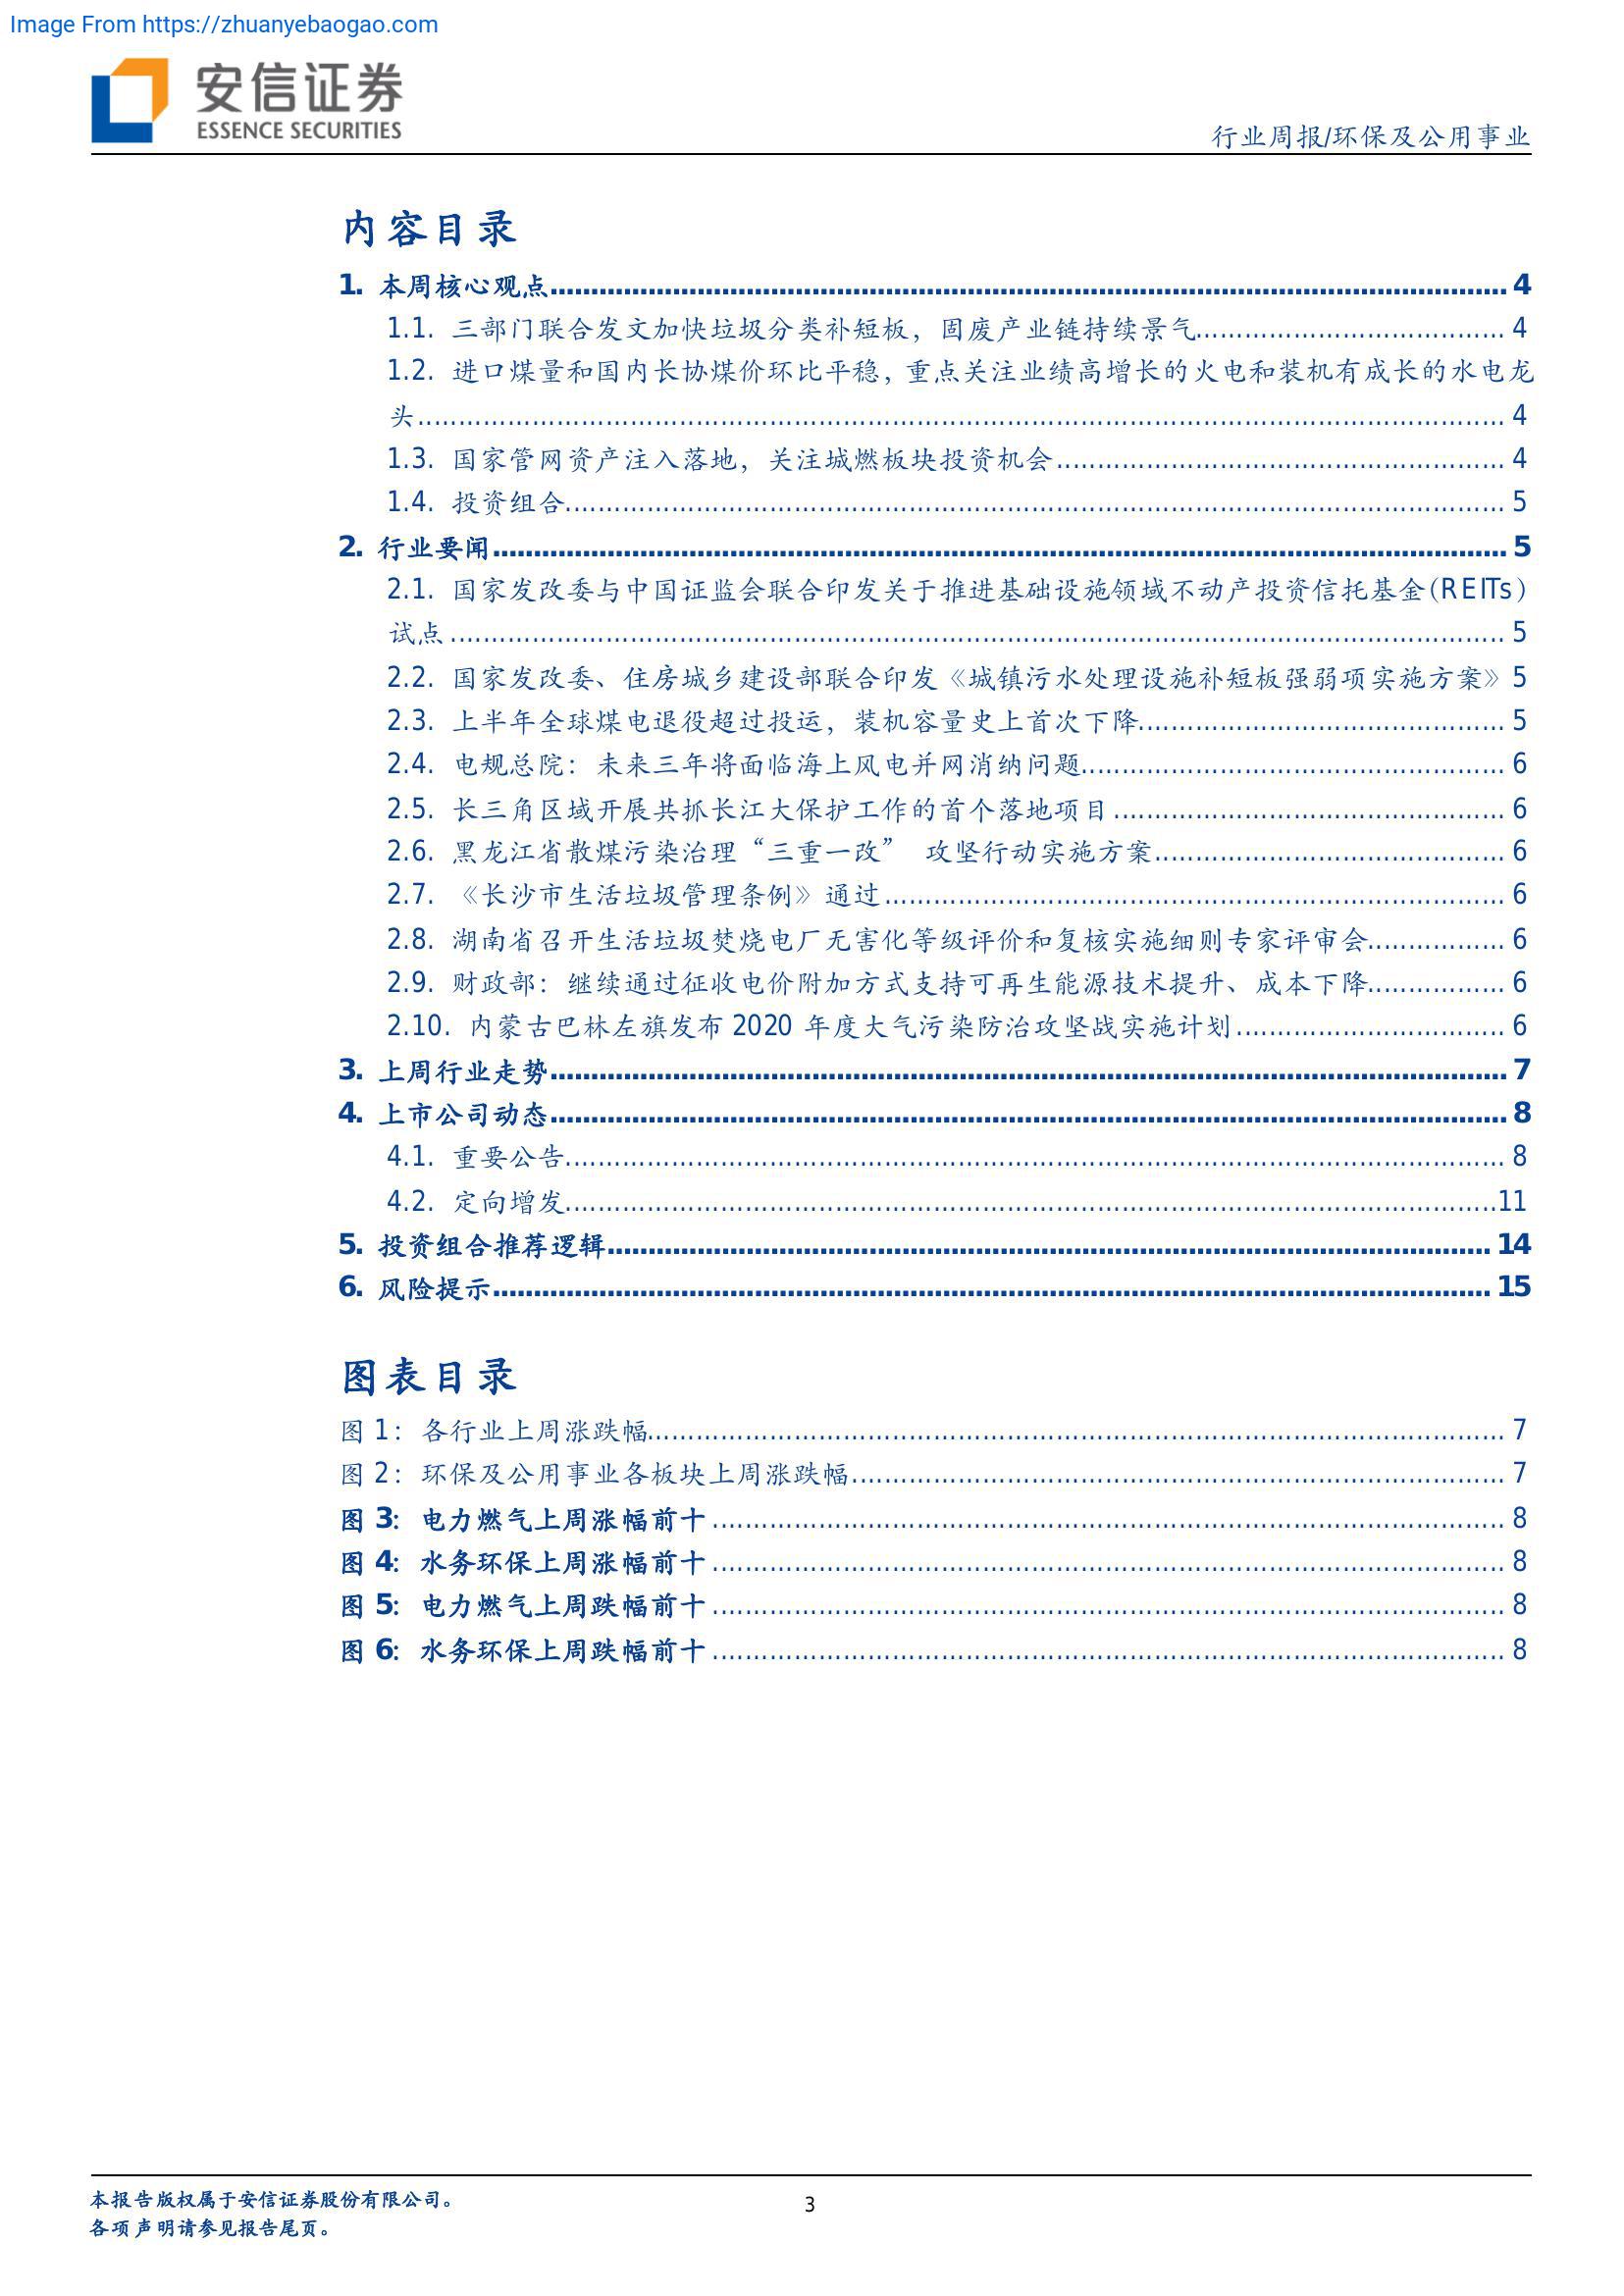 Image From https://zhuanyebaogao.com
安信证券
ESSENCE SECURITIES
行业周报/环保及公用事业
内容目录
1. 本周核心观点 4
1.1. 三部门联合发文加快垃圾分类补短板，固废产业链持续景气 4
1.2. 进口煤量和国内长协煤价环比平稳，重点关注业绩高增长的火电和装机有成长的水电龙
头 4
1.3. 国家管网资产注入落地，关注城燃板块投资机会 4
1.4. 投资组合 5
2. 行业要闻 5
2.1. 国家发改委与中国证监会联合印发关于推进基础设施领域不动产投资信托基金(REITs)
试点 5
2.2. 国家发改委、住房城乡建设部联合印发《城镇污水处理设施补短板强弱项实施方案》 5
2.3. 上半年全球煤电退役超过投运，装机容量史上首次下降 5
2.4. 电规总院：未来三年将面临海上风电并网消纳问题 6
2.5. 长三角区域开展共抓长江大保护工作的首个落地项目 6
2.6. 黑龙江省散煤污染治理“三重一改” 攻坚行动实施方案 6
2.7. 《长沙市生活垃圾管理条例》通过 6
2.8. 湖南省召开生活垃圾焚烧电厂无害化等级评价和复核实施细则专家评审会 6
2.9. 财政部：继续通过征收电价附加方式支持可再生能源技术提升、成本下降 6
2.10. 内蒙古巴林左旗发布 2020 年度大气污染防治攻坚战实施计划 6
3. 上周行业走势 7
4. 上市公司动态 8
4.1. 重要公告 8
4.2. 定向增发 11
5. 投资组合推荐逻辑 14
6. 风险提示 15
图表目录
图 1：各行业上周涨跌幅 7
图 2：环保及公用事业各板块上周涨跌幅 7
图 3：电力燃气上周涨幅前十 8
图 4：水务环保上周涨幅前十 8
图 5：电力燃气上周跌幅前十 8
图 6：水务环保上周跌幅前十 8
本报告版权属于安信证券股份有限公司。
3
各项声明请参见报告尾页。